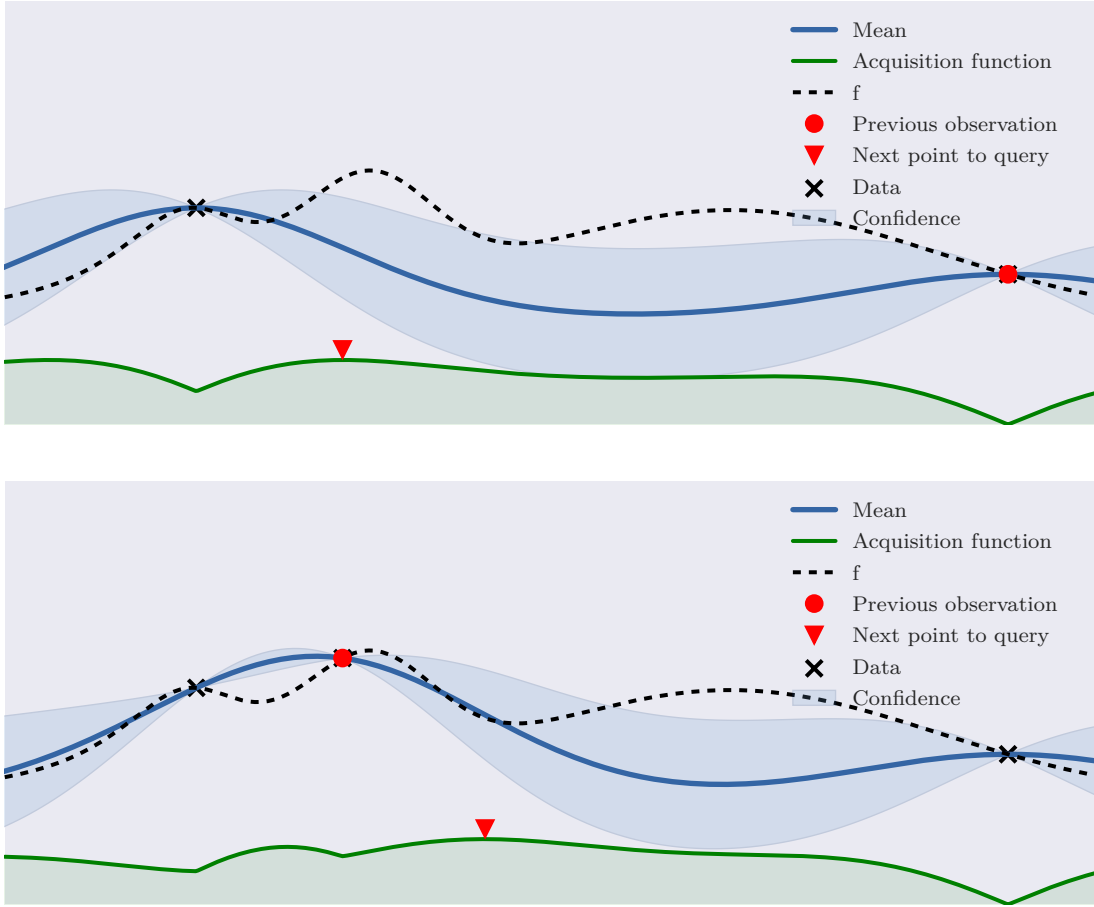 Mean
Acquisition function
f
Previous observation
Next point to query
Data
Confidence
Mean
Acquisition function
f
Previous observation
Next point to query
Data
Confidence